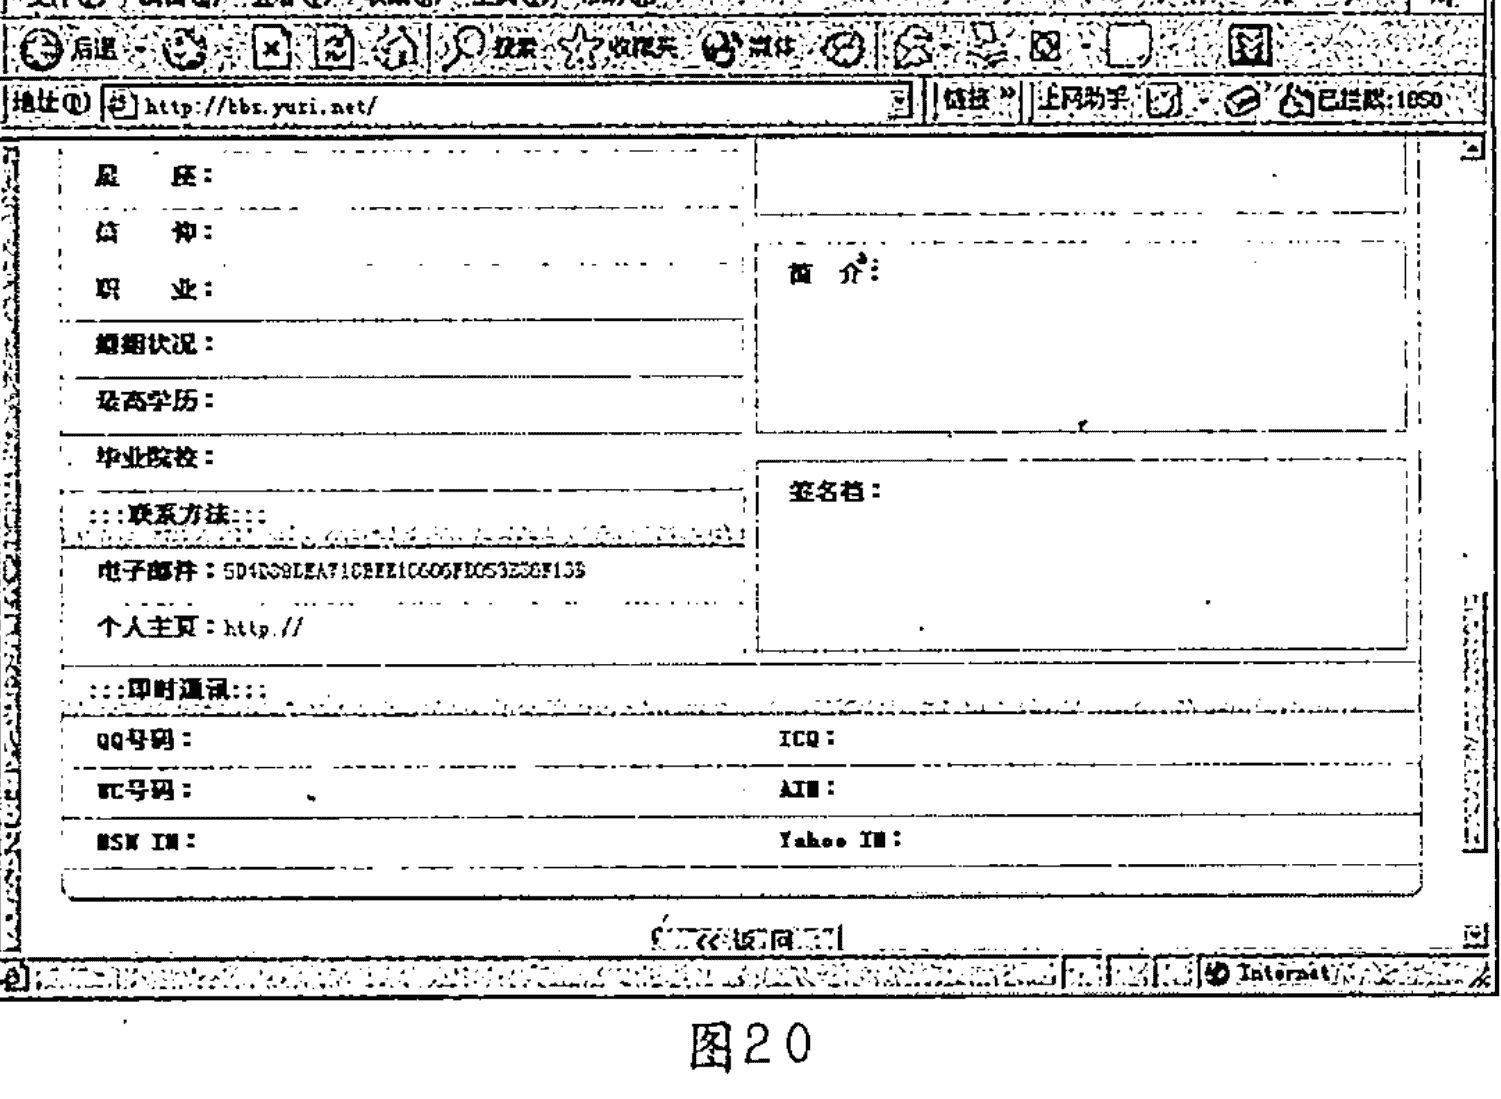 后退 搜索 收藏夹 媒体
地址(D) http://bbs.yuri.net/ 链接 » 上网助手 已拦截:1850
星 座：
信 仰：
职 业：
简 介：
婚姻状况：
最高学历：
毕业院校：
签名档：
:::联系方法:::
电子邮件：
个人主页：http://
:::即时通讯:::
QQ号码： ICQ：
UC号码： AIM：
MSN IM： Yahoo IM：
<< 返 回
Internet
图20